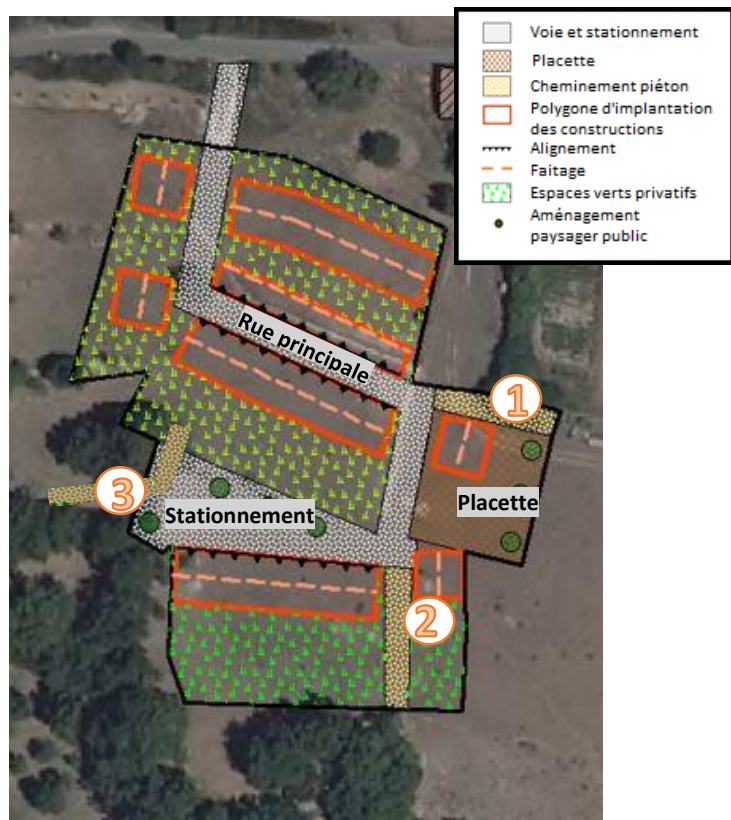 Voie et stationnement
Placette
Cheminement piéton
Polygone d'implantation
des constructions
Alignement
Faitage
Espaces verts privatifs
Aménagement
paysager public
Rue principale
1
Placette
3
Stationnement
2